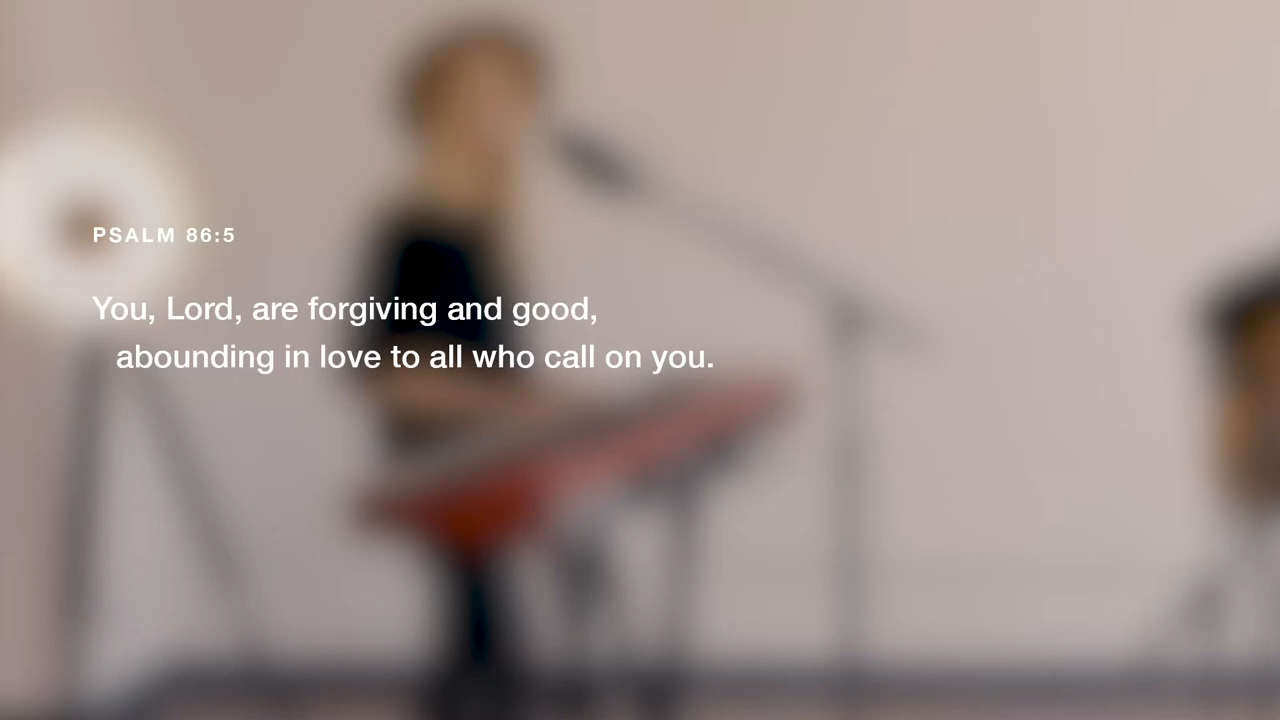 PSALM 86:5
You, Lord, are forgiving and good,
abounding in love to all who call on you.